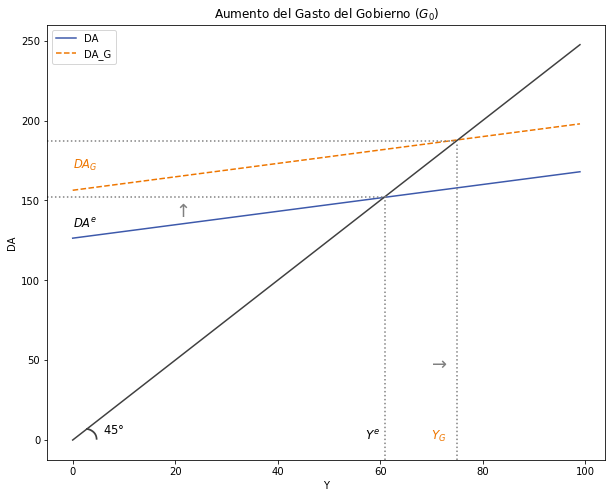 Aumento del Gasto del Gobierno (G₀)
DA
DA_G
250
200
150
100
50
0
DA
DA_G
DA^e
↑
→
45°
Y^e
Y_G
0
20
40
60
80
100
Y